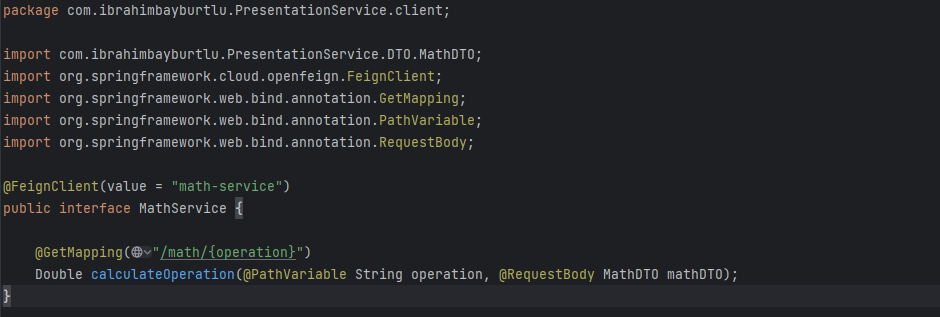 package com.ibrahimbayburtlu.PresentationService.client;
import com.ibrahimbayburtlu.PresentationService.DTO.MathDTO;
import org.springframework.cloud.openfeign.FeignClient;
import org.springframework.web.bind.annotation.GetMapping;
import org.springframework.web.bind.annotation.PathVariable;
import org.springframework.web.bind.annotation.RequestBody;
@FeignClient(value = "math-service")
public interface MathService {
@GetMapping("/math/{operation}")
Double calculateOperation(@PathVariable String operation, @RequestBody MathDTO mathDTO);
}